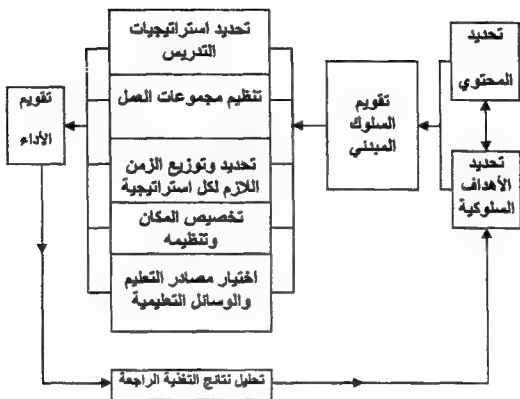 تحديد
المحتوي
تحديد
الأهداف
السلوكية
تقويم
السلوك
المبدئي
تحديد استراتيجيات
التدريس
تنظيم مجموعات العمل
تحديد وتوزيع الزمن
اللازم لكل استراتيجية
تخصيص المكان
وتنظيمه
اختيار مصادر التعليم
والوسائل التعليمية
تقويم
الأداء
تحليل نتائج التغذية الراجعة